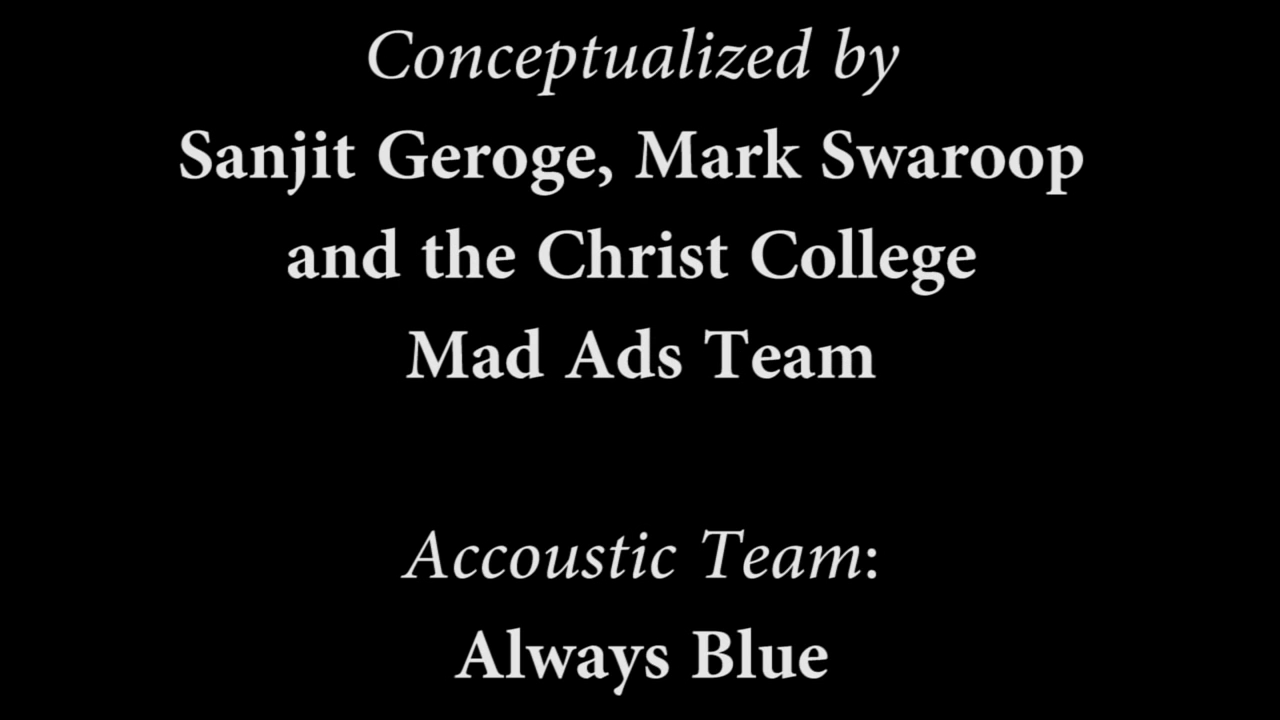 Conceptualized by
Sanjit Geroge, Mark Swaroop
and the Christ College
Mad Ads Team
Accoustic Team:
Always Blue